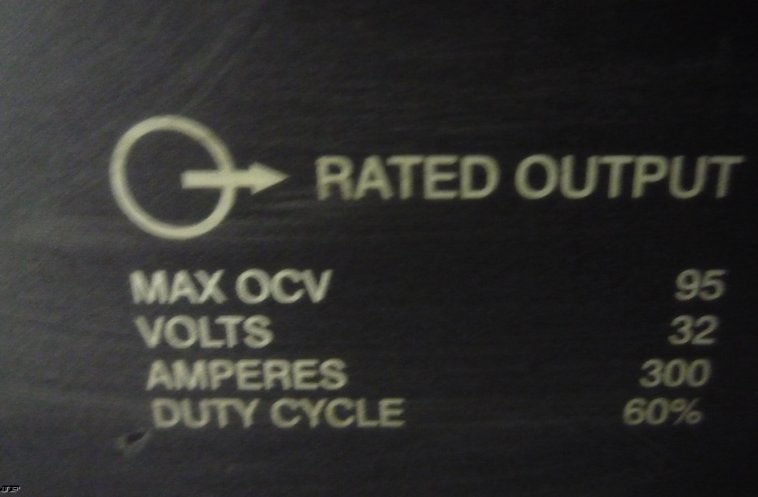 RATED OUTPUT
MAX OCV 95
VOLTS 32
AMPERES 300
DUTY CYCLE 60%